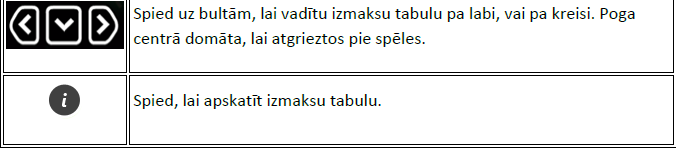 Spied uz bultām, lai vadītu izmaksu tabulu pa labi, vai pa kreisi. Poga
centrā domāta, lai atgrieztos pie spēles.
i
Spied, lai apskatīt izmaksu tabulu.